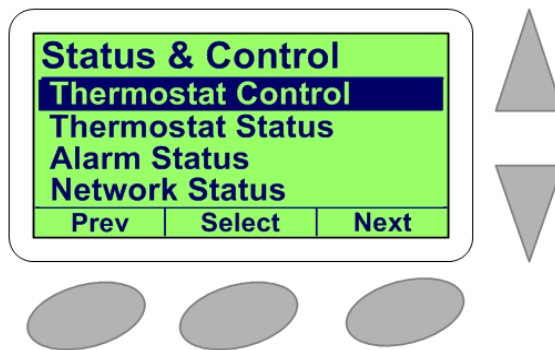 Status & Control
Thermostat Control
Thermostat Status
Alarm Status
Network Status
Prev Select Next